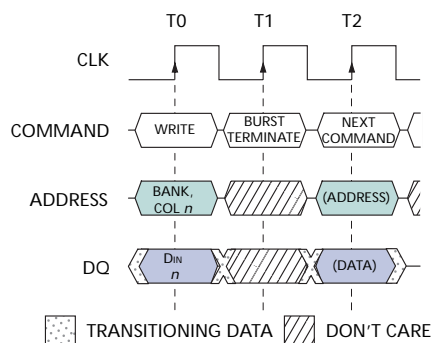 T0 T1 T2
CLK
COMMAND WRITE BURST TERMINATE NEXT COMMAND
ADDRESS BANK, COL n (ADDRESS)
DQ DIN n (DATA)
TRANSITIONING DATA DON'T CARE